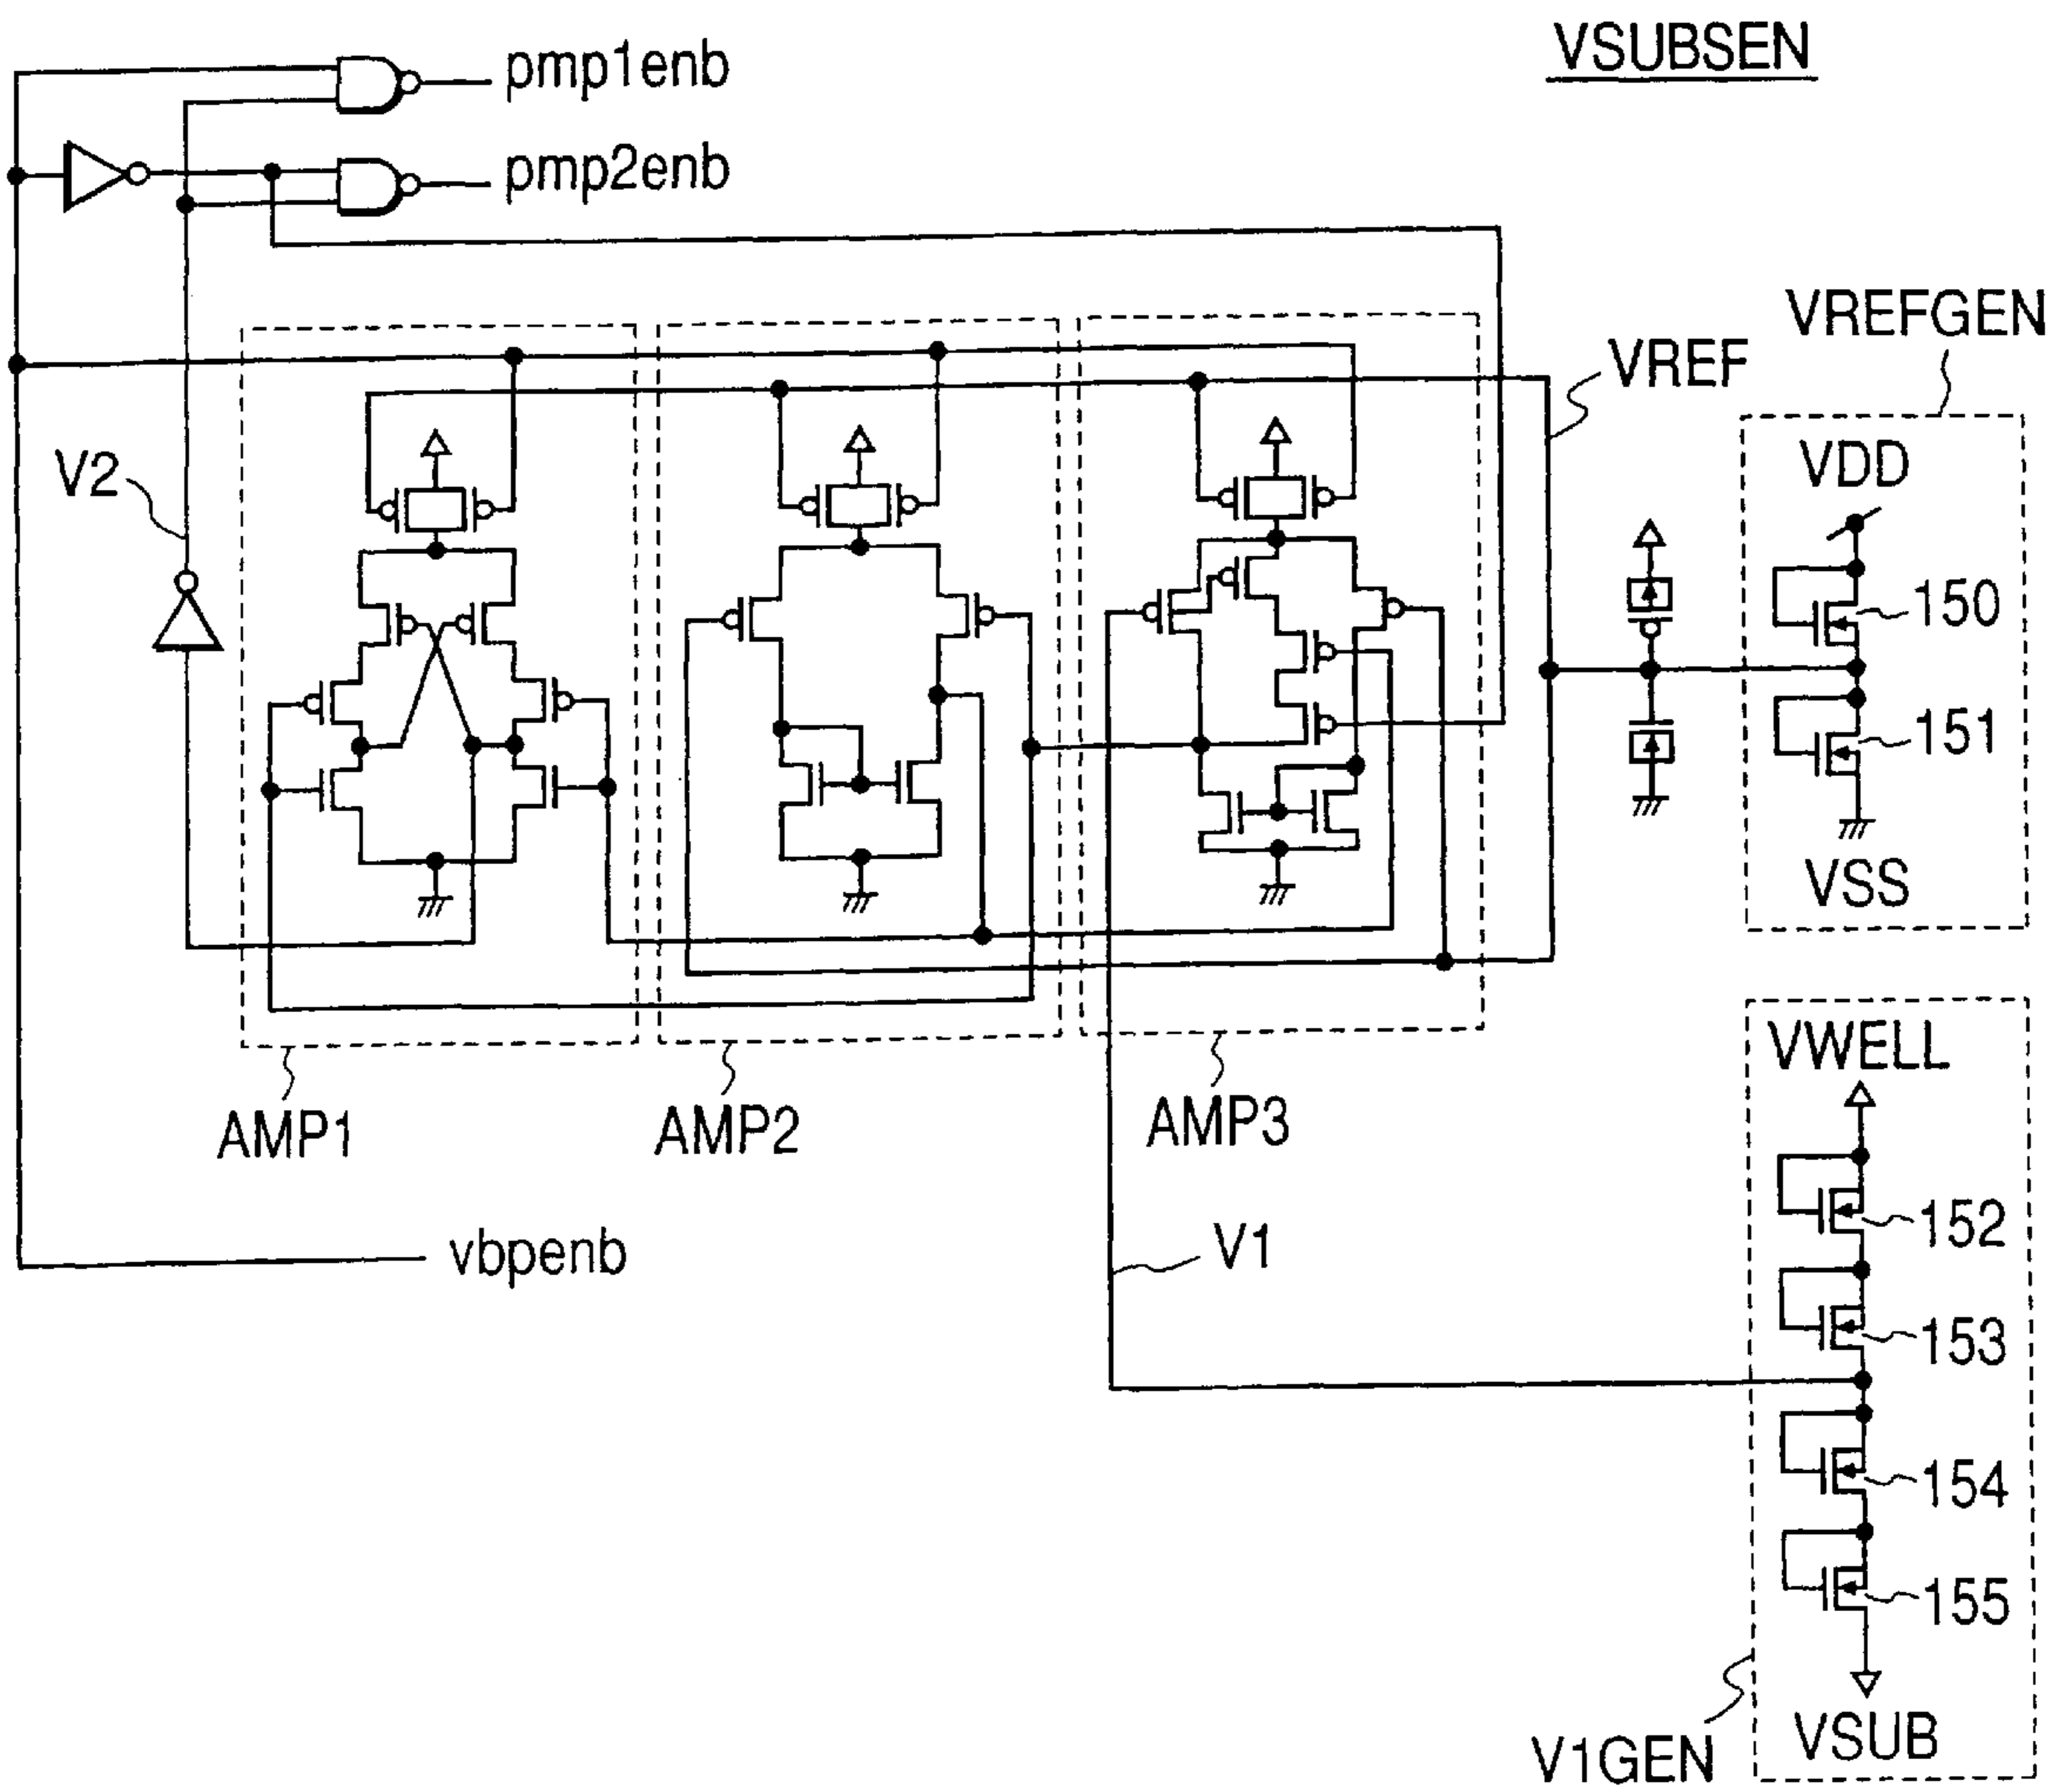 VSUBSEN
pmp1enb
pmp2enb
VREFGEN
VREF
V2
VDD
150
151
VSS
VWELL
AMP1
AMP2
AMP3
152
V1
vbpenb
153
154
155
VSUB
V1GEN